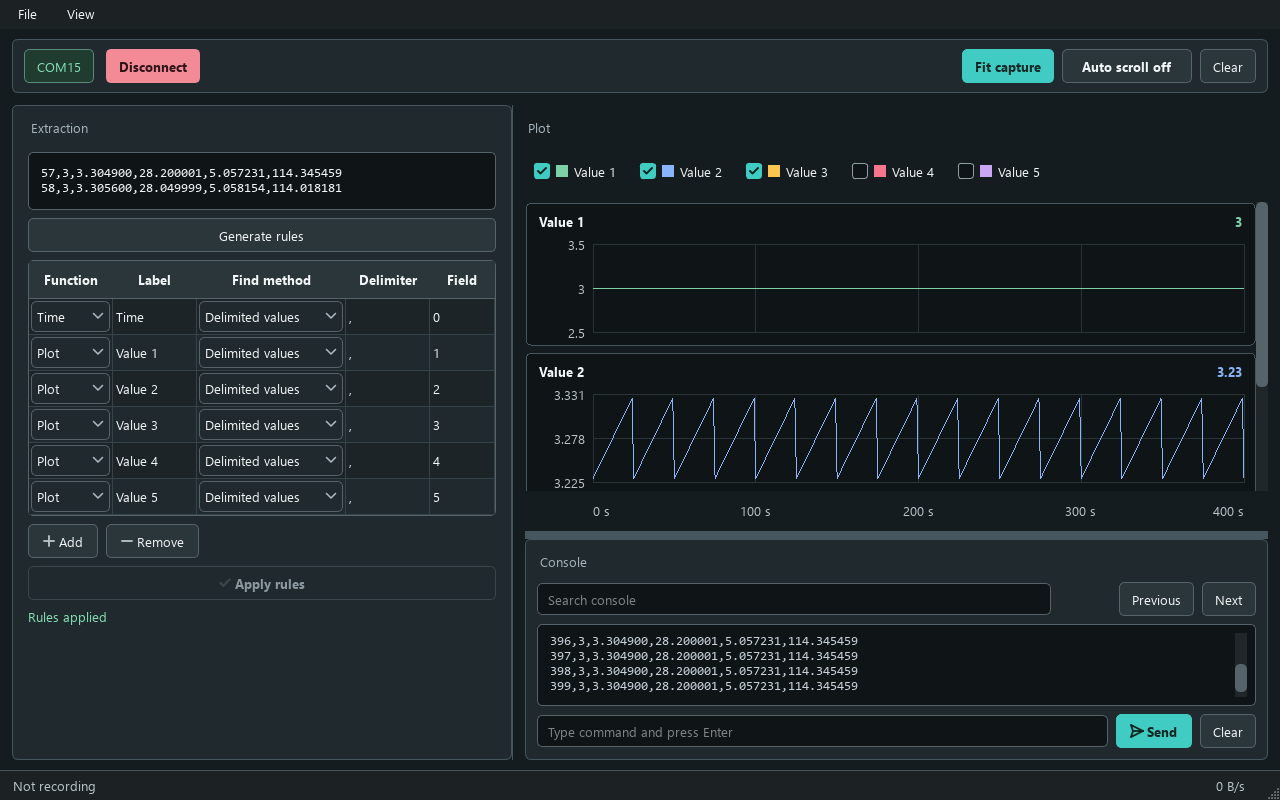 File View
COM15 Disconnect Fit capture Auto scroll off Clear
Extraction
57,3,3.304900,28.200001,5.057231,114.345459
58,3,3.305600,28.049999,5.058154,114.018181
Generate rules
Function Label Find method Delimiter Field
Time Time Delimited values , 0
Plot Value 1 Delimited values , 1
Plot Value 2 Delimited values , 2
Plot Value 3 Delimited values , 3
Plot Value 4 Delimited values , 4
Plot Value 5 Delimited values , 5
Add Remove
Apply rules
Rules applied
Plot
Value 1 Value 2 Value 3 Value 4 Value 5
Value 1 3
3.5
3
2.5
Value 2 3.23
3.331
3.278
3.225
0 s 100 s 200 s 300 s 400 s
Console
Search console Previous Next
396,3,3.304900,28.200001,5.057231,114.345459
397,3,3.304900,28.200001,5.057231,114.345459
398,3,3.304900,28.200001,5.057231,114.345459
399,3,3.304900,28.200001,5.057231,114.345459
Type command and press Enter Send Clear
Not recording 0 B/s